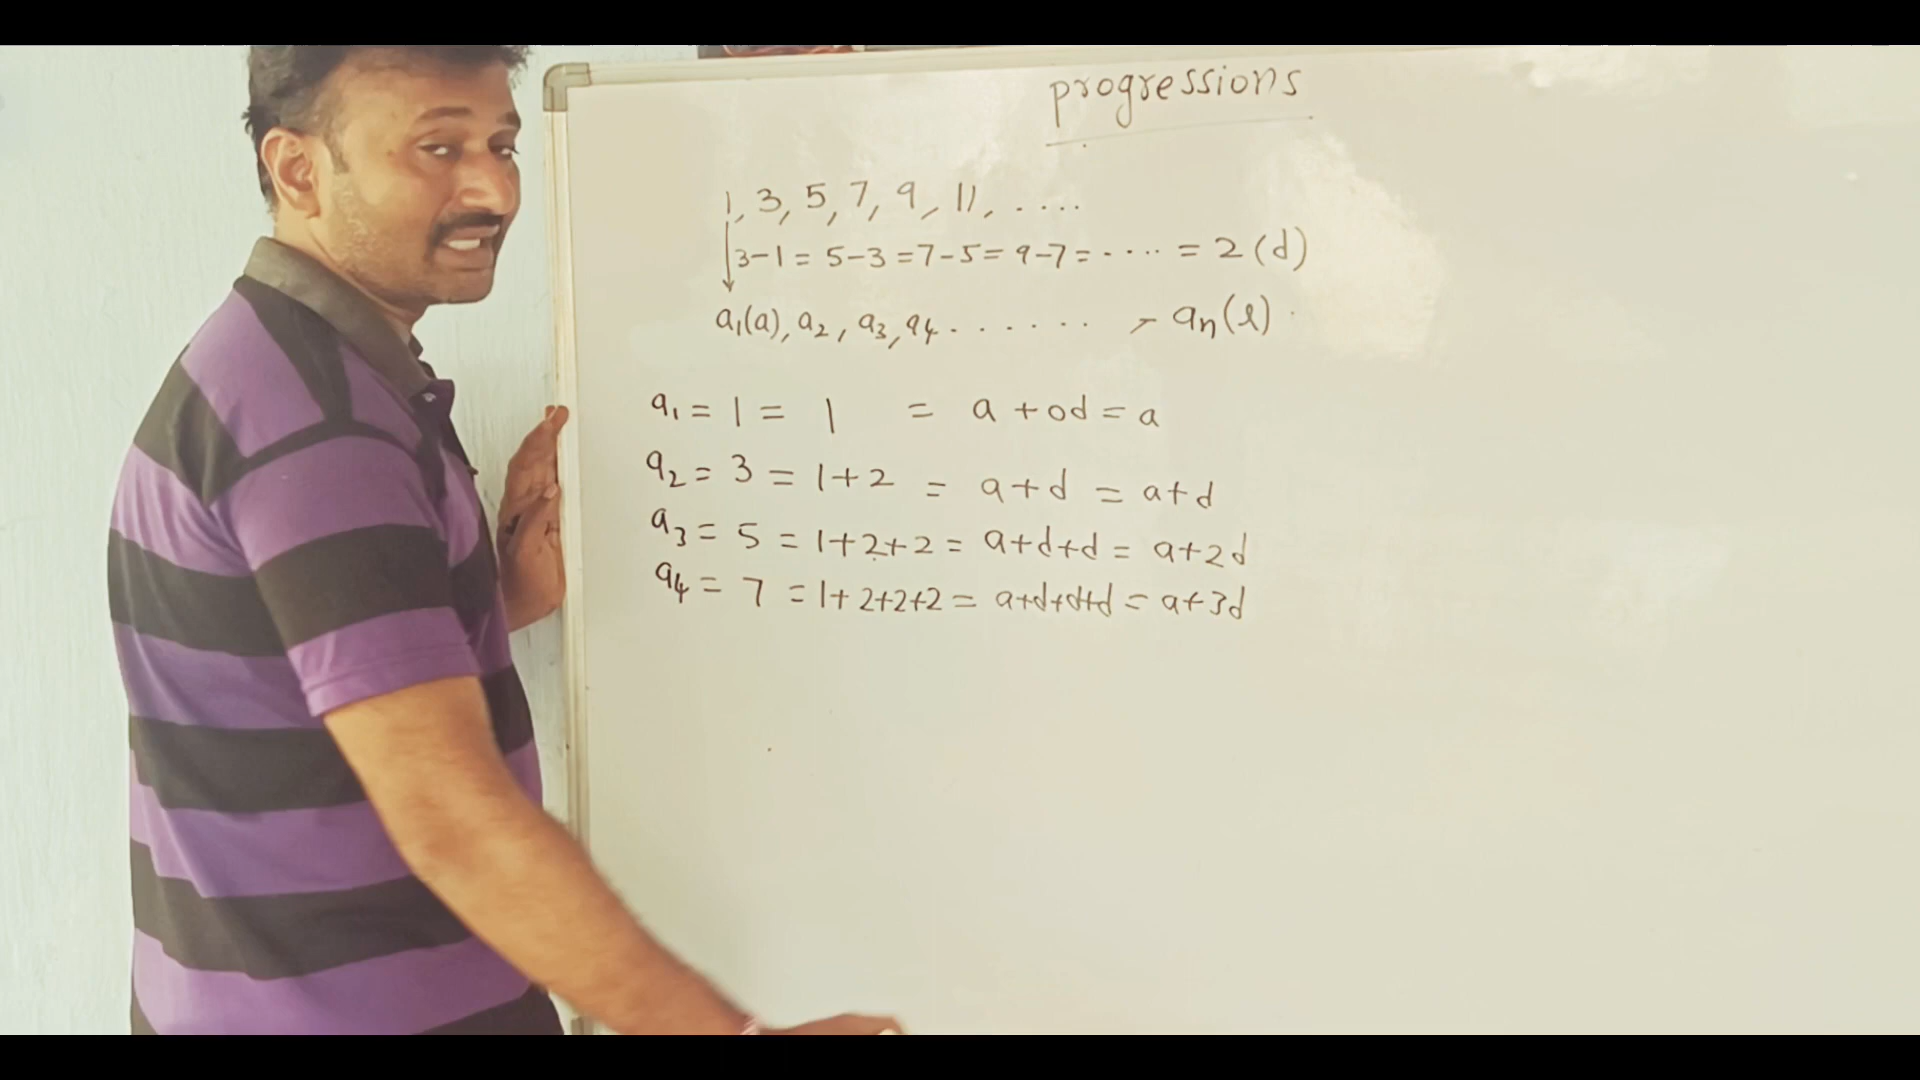 progressions
1, 3, 5, 7, 9, 11, ....
3-1 = 5-3 = 7-5 = 9-7 = ..... = 2 (d)
a₁(a), a₂, a₃, a₄ ....... , aₙ(l)
a₁ = 1 = 1 = a + 0d = a
a₂ = 3 = 1+2 = a+d = a+d
a₃ = 5 = 1+2+2 = a+d+d = a+2d
a₄ = 7 = 1+2+2+2 = a+d+d+d = a+3d